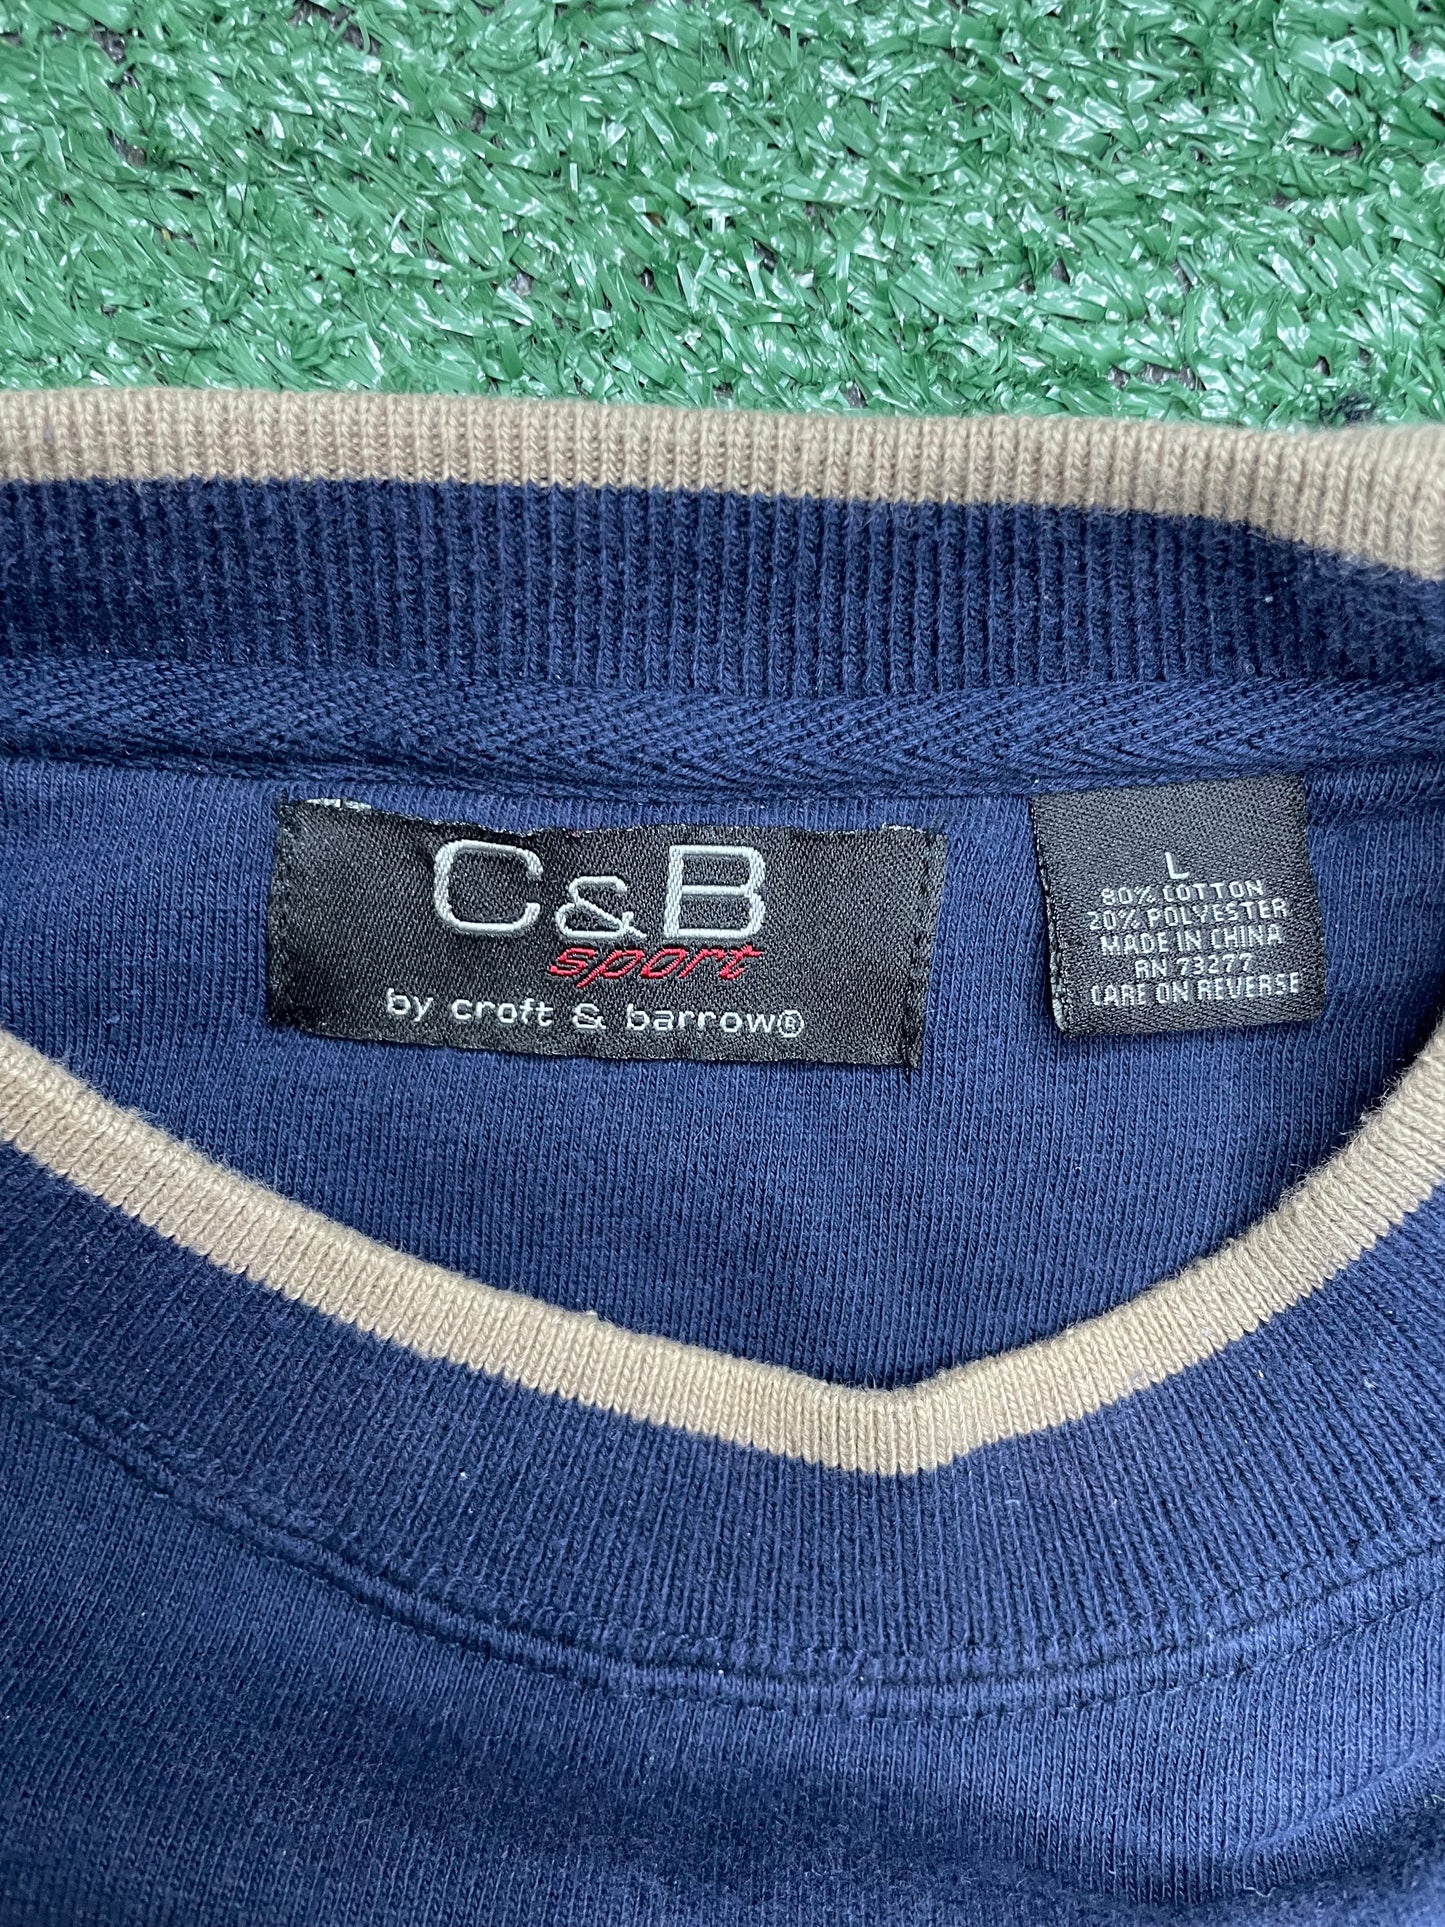 C&B
sport
by croft & barrow®
L
80% COTTON
20% POLYESTER
MADE IN CHINA
RN 73277
CARE ON REVERSE